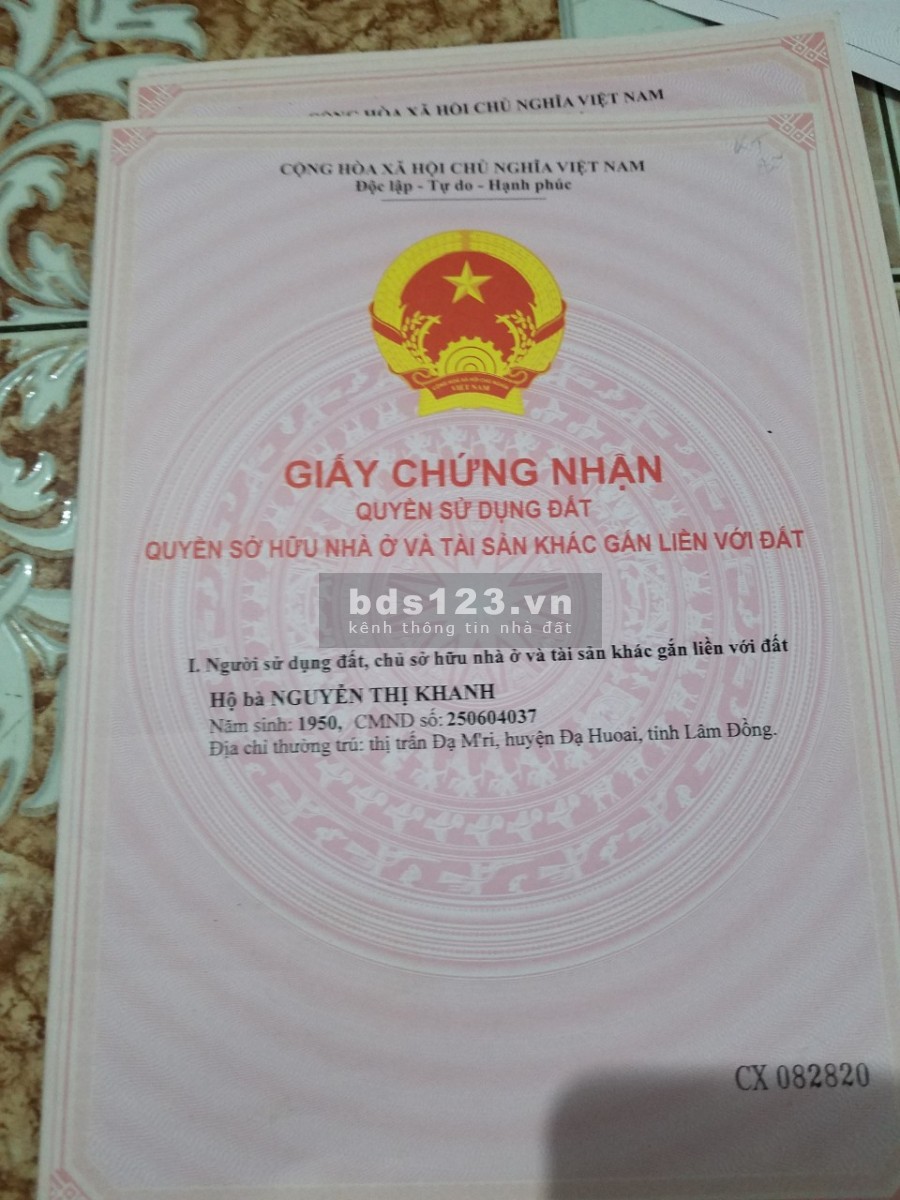 CỘNG HÒA XÃ HỘI CHỦ NGHĨA VIỆT NAM
CỘNG HÒA XÃ HỘI CHỦ NGHĨA VIỆT NAM
Độc lập - Tự do - Hạnh phúc
KT
VIỆT NAM
GIẤY CHỨNG NHẬN
QUYỀN SỬ DỤNG ĐẤT
QUYỀN SỞ HỮU NHÀ Ở VÀ TÀI SẢN KHÁC GẮN LIỀN VỚI ĐẤT
bds123.vn
kênh thông tin nhà đất
I. Người sử dụng đất, chủ sở hữu nhà ở và tài sản khác gắn liền với đất
Hộ bà NGUYỄN THỊ KHANH
Năm sinh: 1950, CMND số: 250604037
Địa chỉ thường trú: thị trấn Đạ M'ri, huyện Đạ Huoai, tỉnh Lâm Đồng.
CX 082820